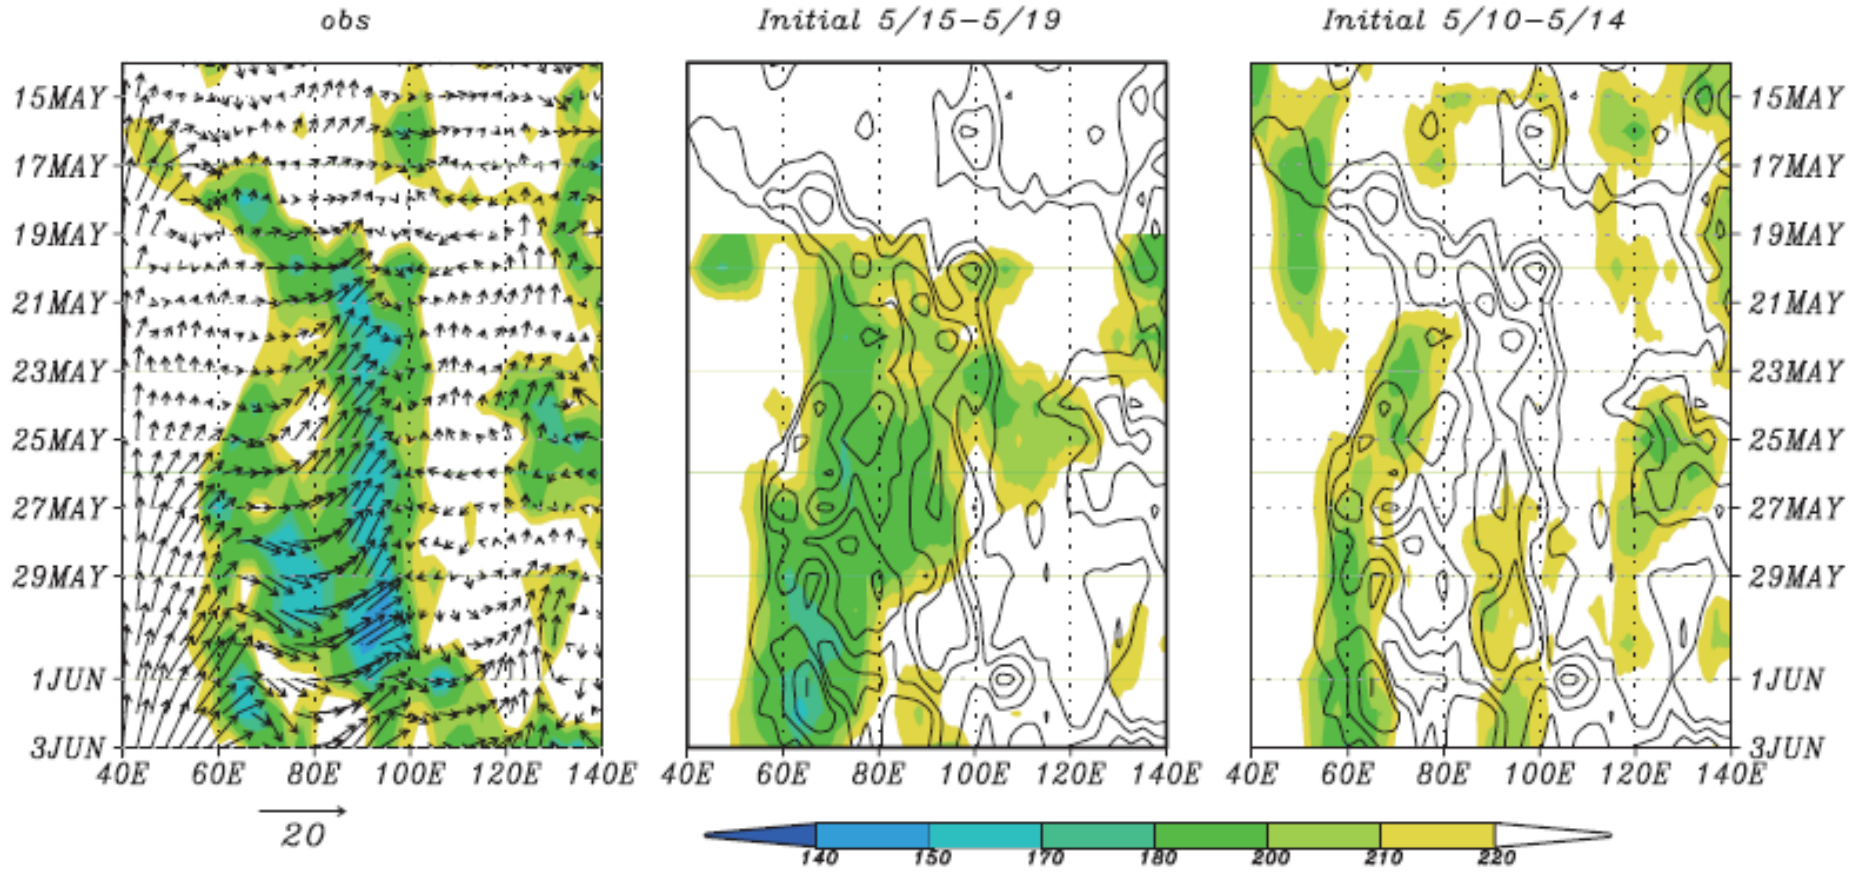 obs
Initial 5/15-5/19
Initial 5/10-5/14
15MAY
17MAY
19MAY
21MAY
23MAY
25MAY
27MAY
29MAY
1JUN
3JUN
15MAY
17MAY
19MAY
21MAY
23MAY
25MAY
27MAY
29MAY
1JUN
3JUN
40E 60E 80E 100E 120E 140E
40E 60E 80E 100E 120E 140E
40E 60E 80E 100E 120E 140E
20
140 150 170 180 200 210 220